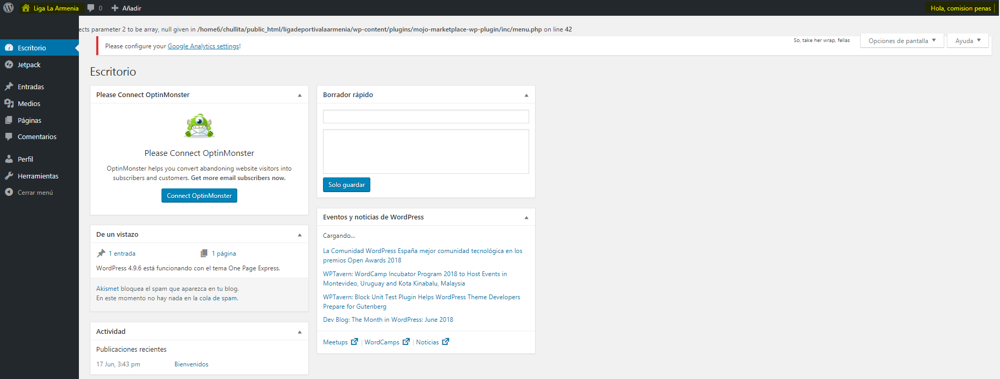 Liga La Armenia 0 Añadir Hola, comision penas
ects parameter 2 to be array, null given in /home6/chullita/public_html/ligadeportivalaarmenia/wp-content/plugins/mojo-marketplace-wp-plugin/inc/menu.php on line 42
Please configure your Google Analytics settings!
So, take her wrap, fellas
Opciones de pantalla
Ayuda
Escritorio
Jetpack
Entradas
Medios
Páginas
Comentarios
Perfil
Herramientas
Cerrar menú
Escritorio
Please Connect OptinMonster
Please Connect OptinMonster
OptinMonster helps you convert abandoning website visitors into
subscribers and customers. Get more email subscribers now.
Connect OptinMonster
De un vistazo
1 entrada 1 página
WordPress 4.9.6 está funcionando con el tema One Page Express.
Akismet bloquea el spam que aparezca en tu blog.
En este momento no hay nada en la cola de spam.
Actividad
Publicaciones recientes
17 Jun, 3:43 pm Bienvenidos
Borrador rápido
Solo guardar
Eventos y noticias de WordPress
Cargando...
La Comunidad WordPress España mejor comunidad tecnológica en los
premios Open Awards 2018
WPTavern: WordCamp Incubator Program 2018 to Host Events in
Montevideo, Uruguay and Kota Kinabalu, Malaysia
WPTavern: Block Unit Test Plugin Helps WordPress Theme Developers
Prepare for Gutenberg
Dev Blog: The Month in WordPress: June 2018
Meetups | WordCamps | Noticias